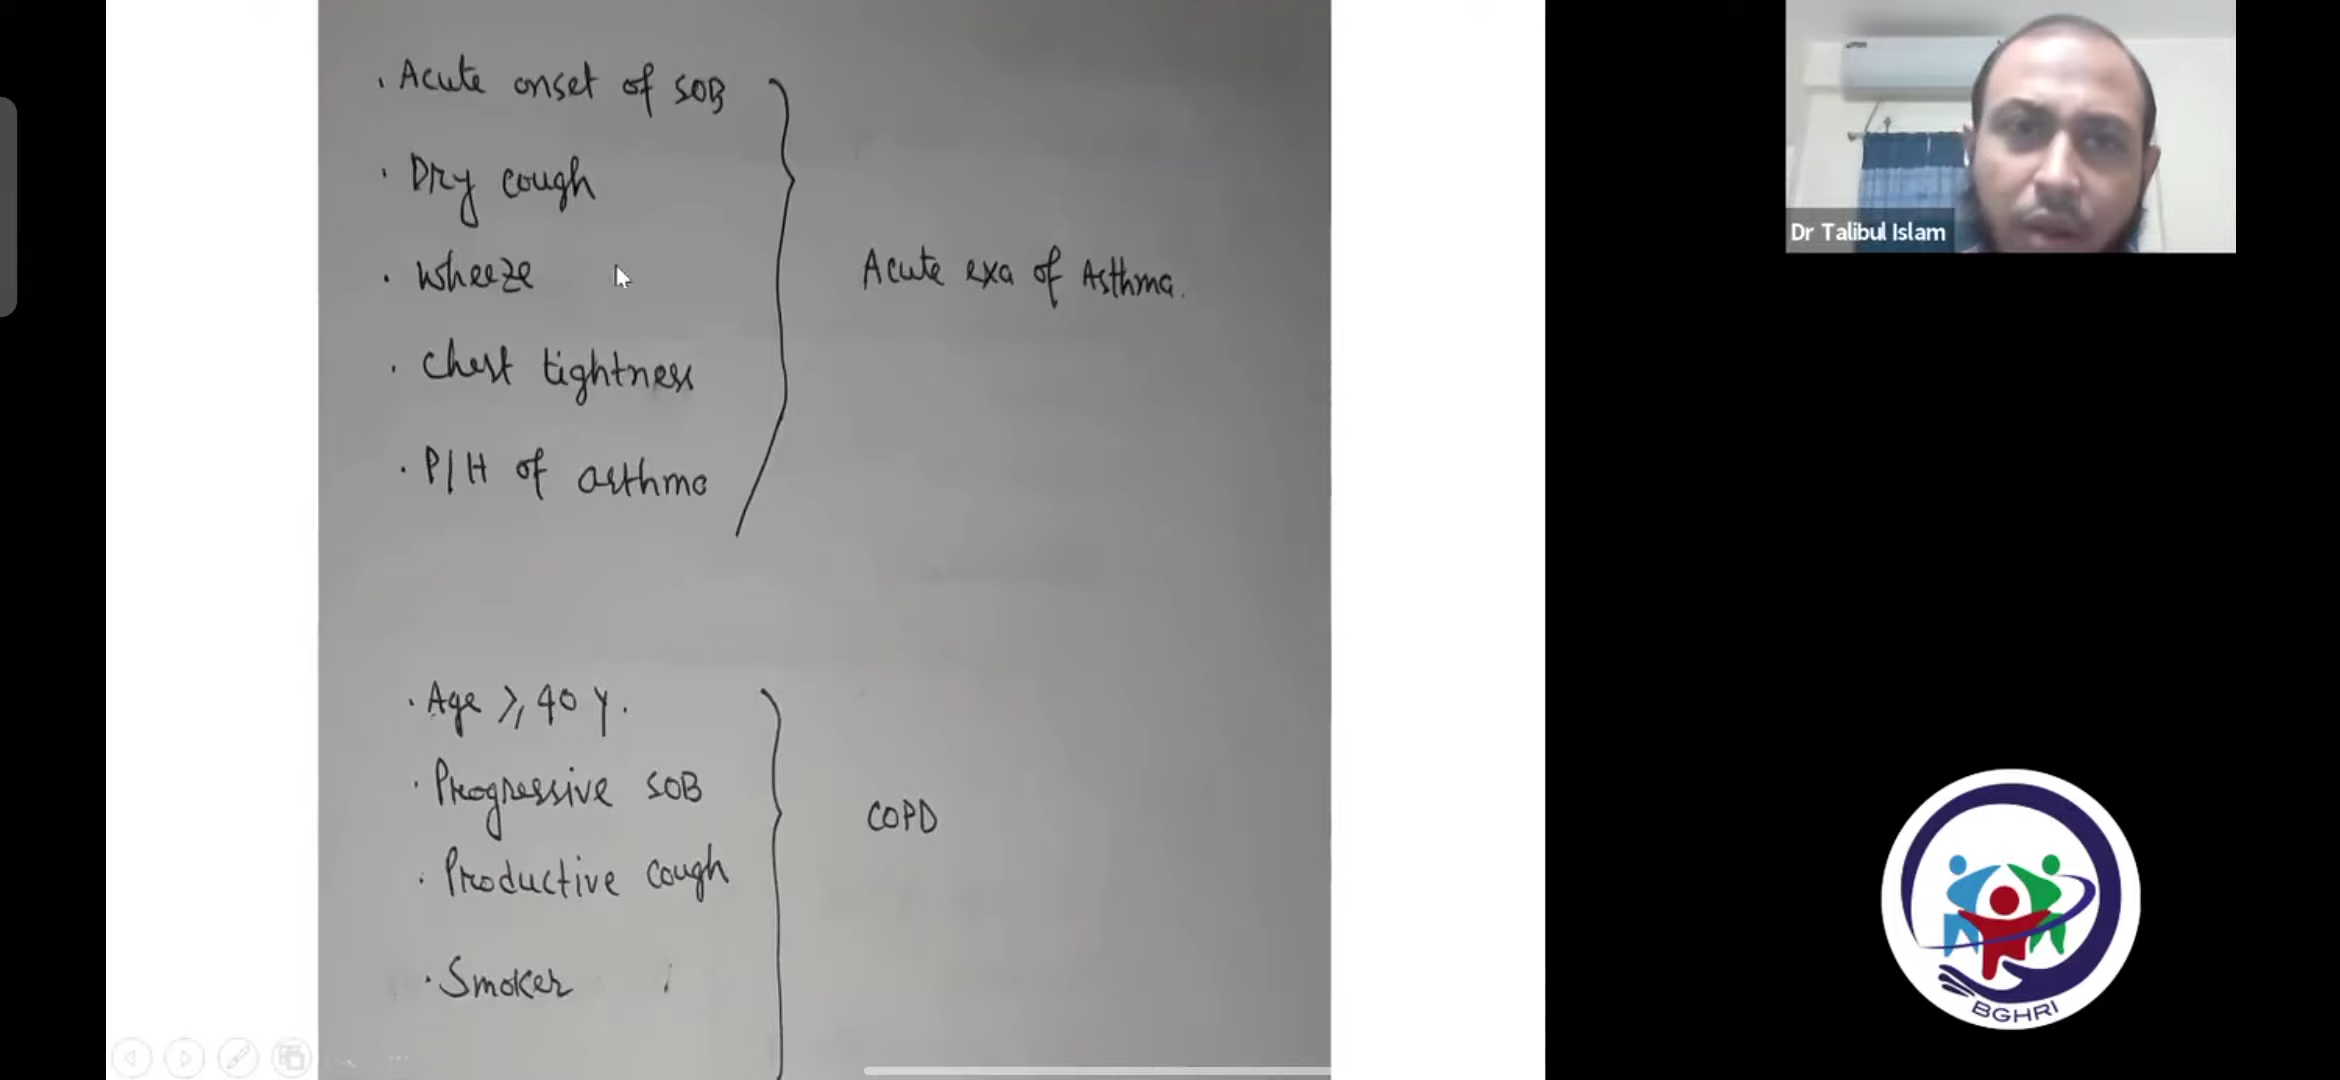 . Acute onset of SOB
. Dry cough
. Wheeze
. Chest tightness
. P/H of asthma
Acute exa of Asthma.
. Age ≥ 40 y.
. Progressive SOB
. Productive cough
. Smoker
COPD
Dr Talibul Islam
BGHRI